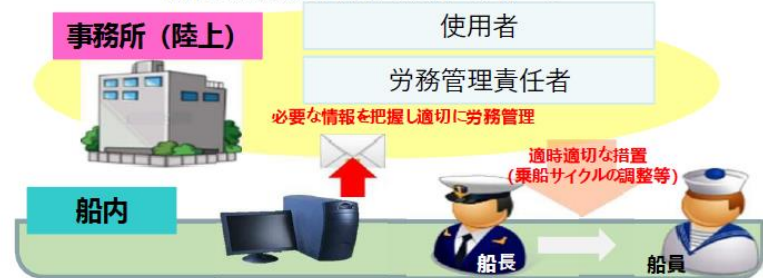 事務所（陸上）
使用者
労務管理責任者
必要な情報を把握し適切に労務管理
適時適切な措置
(乗船サイクルの調整等)
船内
船長
船員